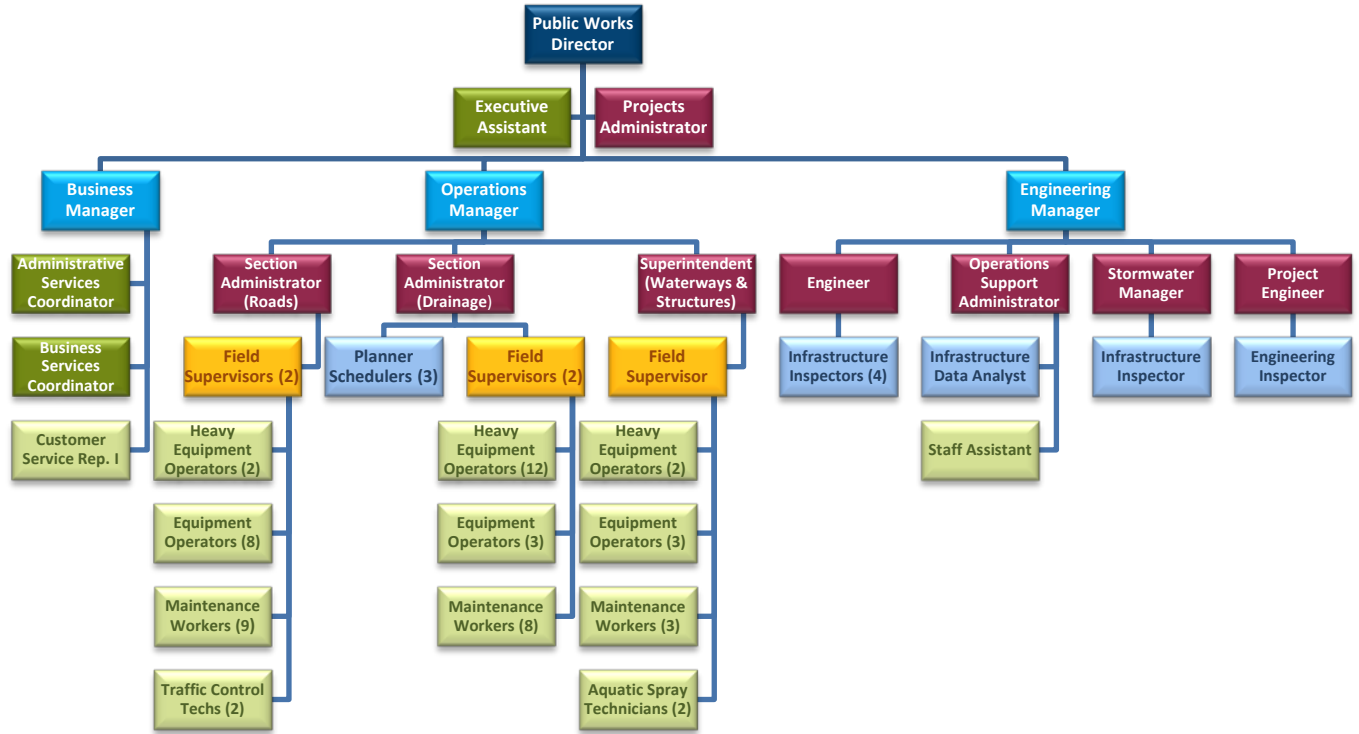 Public Works
Director
Executive
Assistant
Projects
Administrator
Business
Manager
Operations
Manager
Engineering
Manager
Administrative
Services
Coordinator
Section
Administrator
(Roads)
Section
Administrator
(Drainage)
Superintendent
(Waterways &
Structures)
Engineer
Operations
Support
Administrator
Stormwater
Manager
Project
Engineer
Business
Services
Coordinator
Field
Supervisors (2)
Planner
Schedulers (3)
Field
Supervisors (2)
Field
Supervisor
Infrastructure
Inspectors (4)
Infrastructure
Data Analyst
Infrastructure
Inspector
Engineering
Inspector
Customer
Service Rep. I
Heavy
Equipment
Operators (2)
Heavy
Equipment
Operators (12)
Heavy
Equipment
Operators (2)
Staff Assistant
Equipment
Operators (8)
Equipment
Operators (3)
Equipment
Operators (3)
Maintenance
Workers (9)
Maintenance
Workers (8)
Maintenance
Workers (3)
Traffic Control
Techs (2)
Aquatic Spray
Technicians (2)